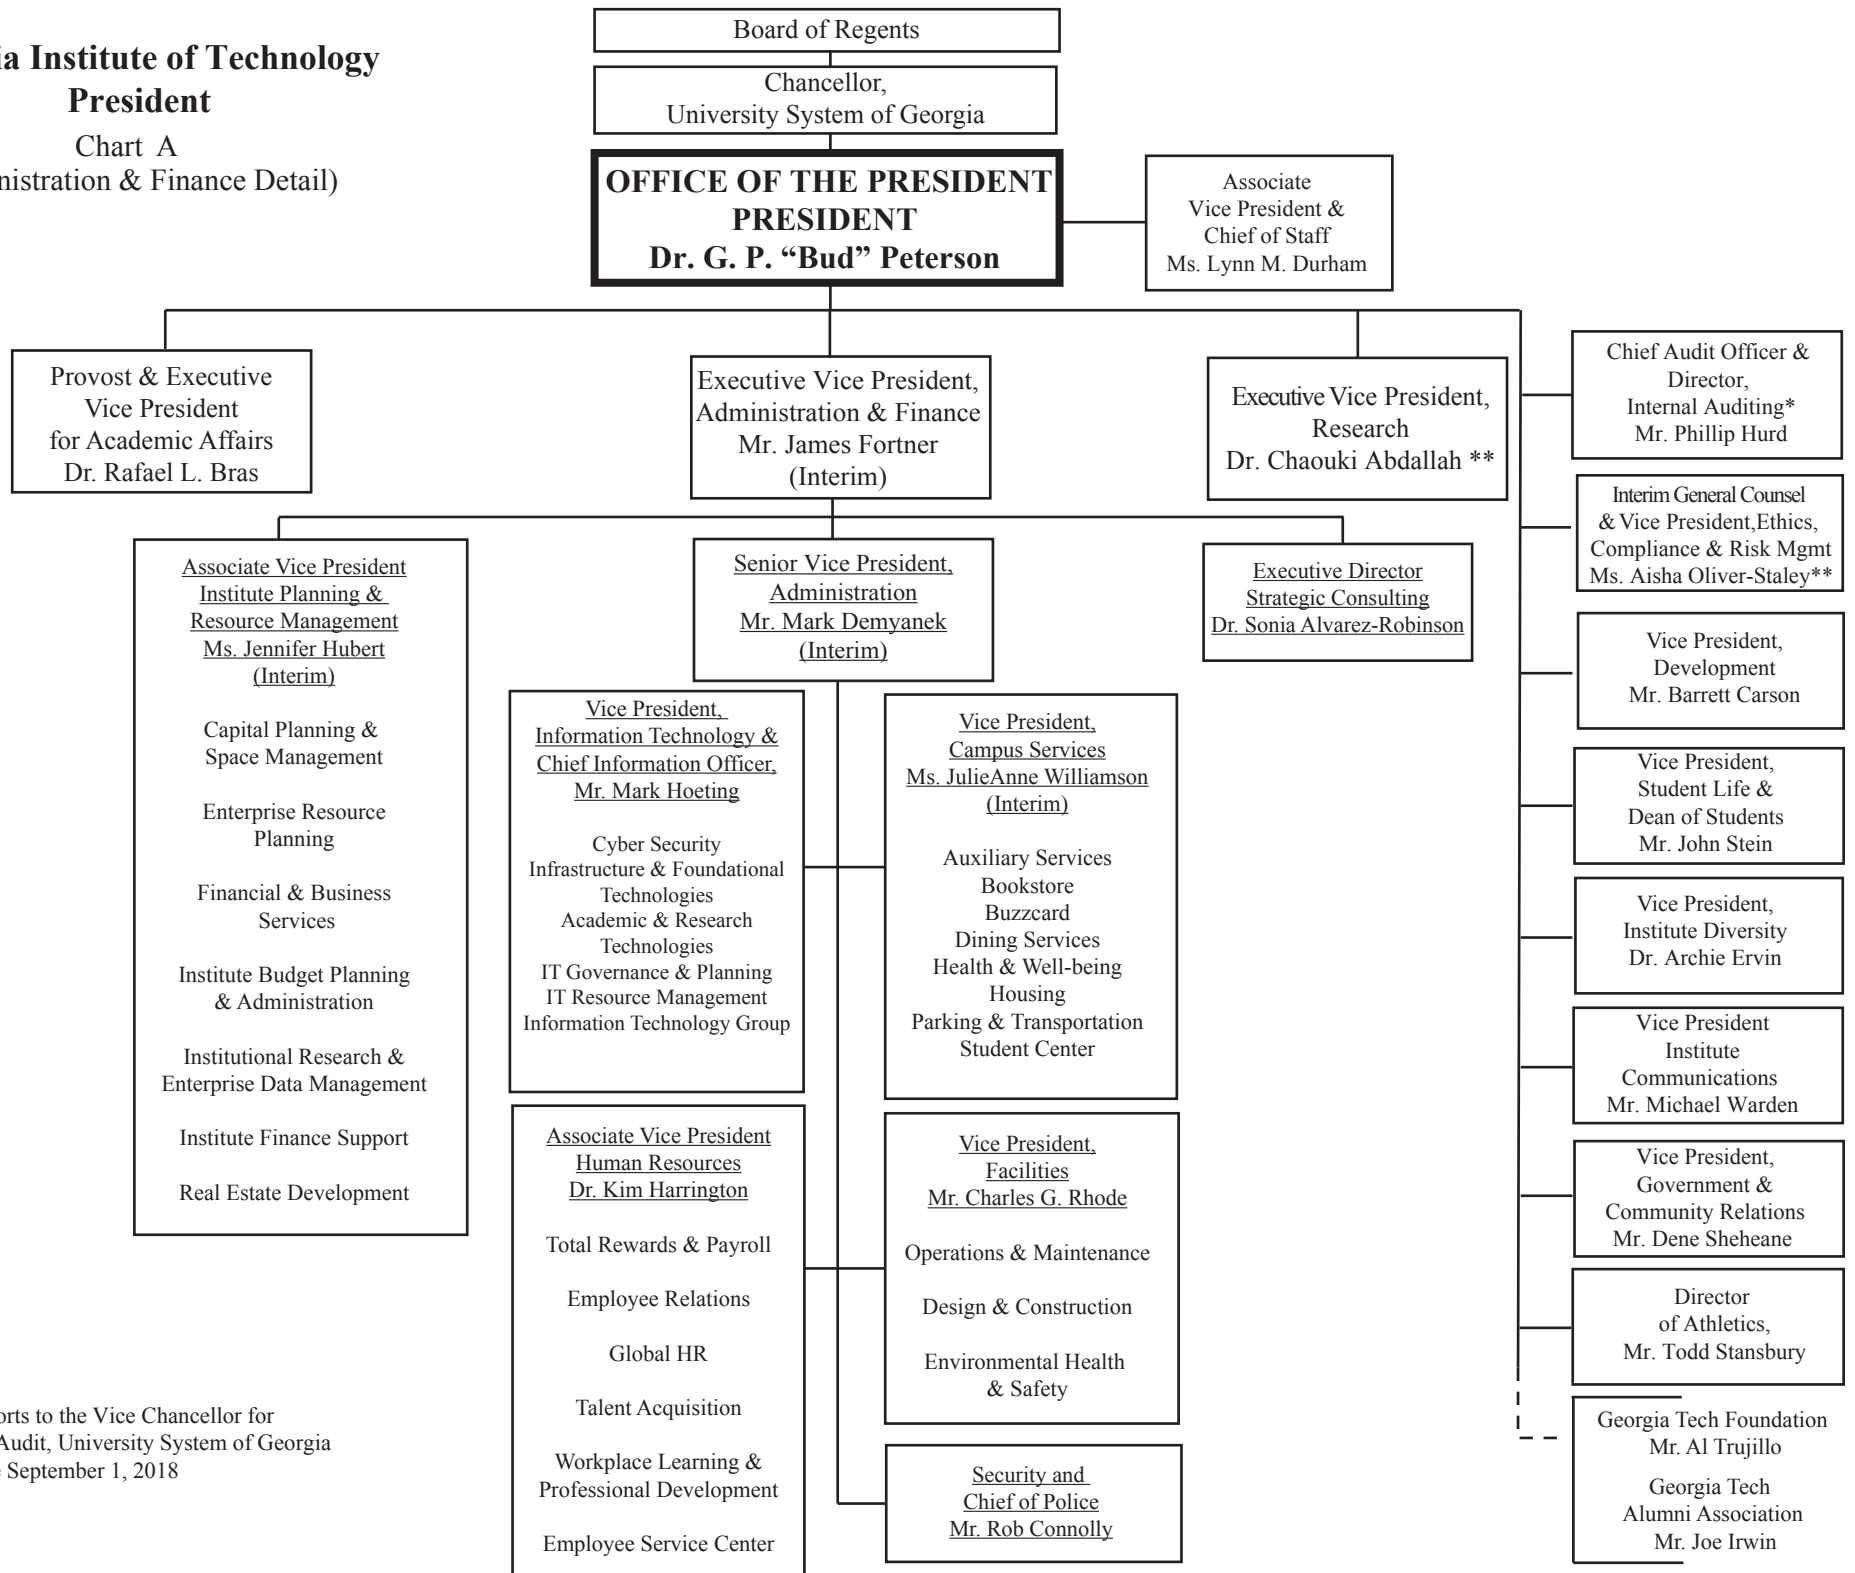 ia Institute of Technology
President
Chart A
nistration & Finance Detail)
Board of Regents
Chancellor,
University System of Georgia
OFFICE OF THE PRESIDENT
PRESIDENT
Dr. G. P. “Bud” Peterson
Associate
Vice President &
Chief of Staff
Ms. Lynn M. Durham
Provost & Executive
Vice President
for Academic Affairs
Dr. Rafael L. Bras
Executive Vice President,
Administration & Finance
Mr. James Fortner
(Interim)
Executive Vice President,
Research
Dr. Chaouki Abdallah **
Associate Vice President
Institute Planning &
Resource Management
Ms. Jennifer Hubert
(Interim)
Capital Planning &
Space Management
Enterprise Resource
Planning
Financial & Business
Services
Institute Budget Planning
& Administration
Institutional Research &
Enterprise Data Management
Institute Finance Support
Real Estate Development
Senior Vice President,
Administration
Mr. Mark Demyanek
(Interim)
Executive Director
Strategic Consulting
Dr. Sonia Alvarez-Robinson
Vice President,
Information Technology &
Chief Information Officer,
Mr. Mark Hoeting
Cyber Security
Infrastructure & Foundational
Technologies
Academic & Research
Technologies
IT Governance & Planning
IT Resource Management
Information Technology Group
Vice President,
Campus Services
Ms. JulieAnne Williamson
(Interim)
Auxiliary Services
Bookstore
Buzzcard
Dining Services
Health & Well-being
Housing
Parking & Transportation
Student Center
Associate Vice President
Human Resources
Dr. Kim Harrington
Total Rewards & Payroll
Employee Relations
Global HR
Talent Acquisition
Workplace Learning &
Professional Development
Employee Service Center
Vice President,
Facilities
Mr. Charles G. Rhode
Operations & Maintenance
Design & Construction
Environmental Health
& Safety
Security and
Chief of Police
Mr. Rob Connolly
Chief Audit Officer &
Director,
Internal Auditing*
Mr. Phillip Hurd
Interim General Counsel
& Vice President,Ethics,
Compliance & Risk Mgmt
Ms. Aisha Oliver-Staley**
Vice President,
Development
Mr. Barrett Carson
Vice President,
Student Life &
Dean of Students
Mr. John Stein
Vice President,
Institute Diversity
Dr. Archie Ervin
Vice President
Institute
Communications
Mr. Michael Warden
Vice President,
Government &
Community Relations
Mr. Dene Sheheane
Director
of Athletics,
Mr. Todd Stansbury
Georgia Tech Foundation
Mr. Al Trujillo
Georgia Tech
Alumni Association
Mr. Joe Irwin
orts to the Vice Chancellor for
Audit, University System of Georgia
e September 1, 2018